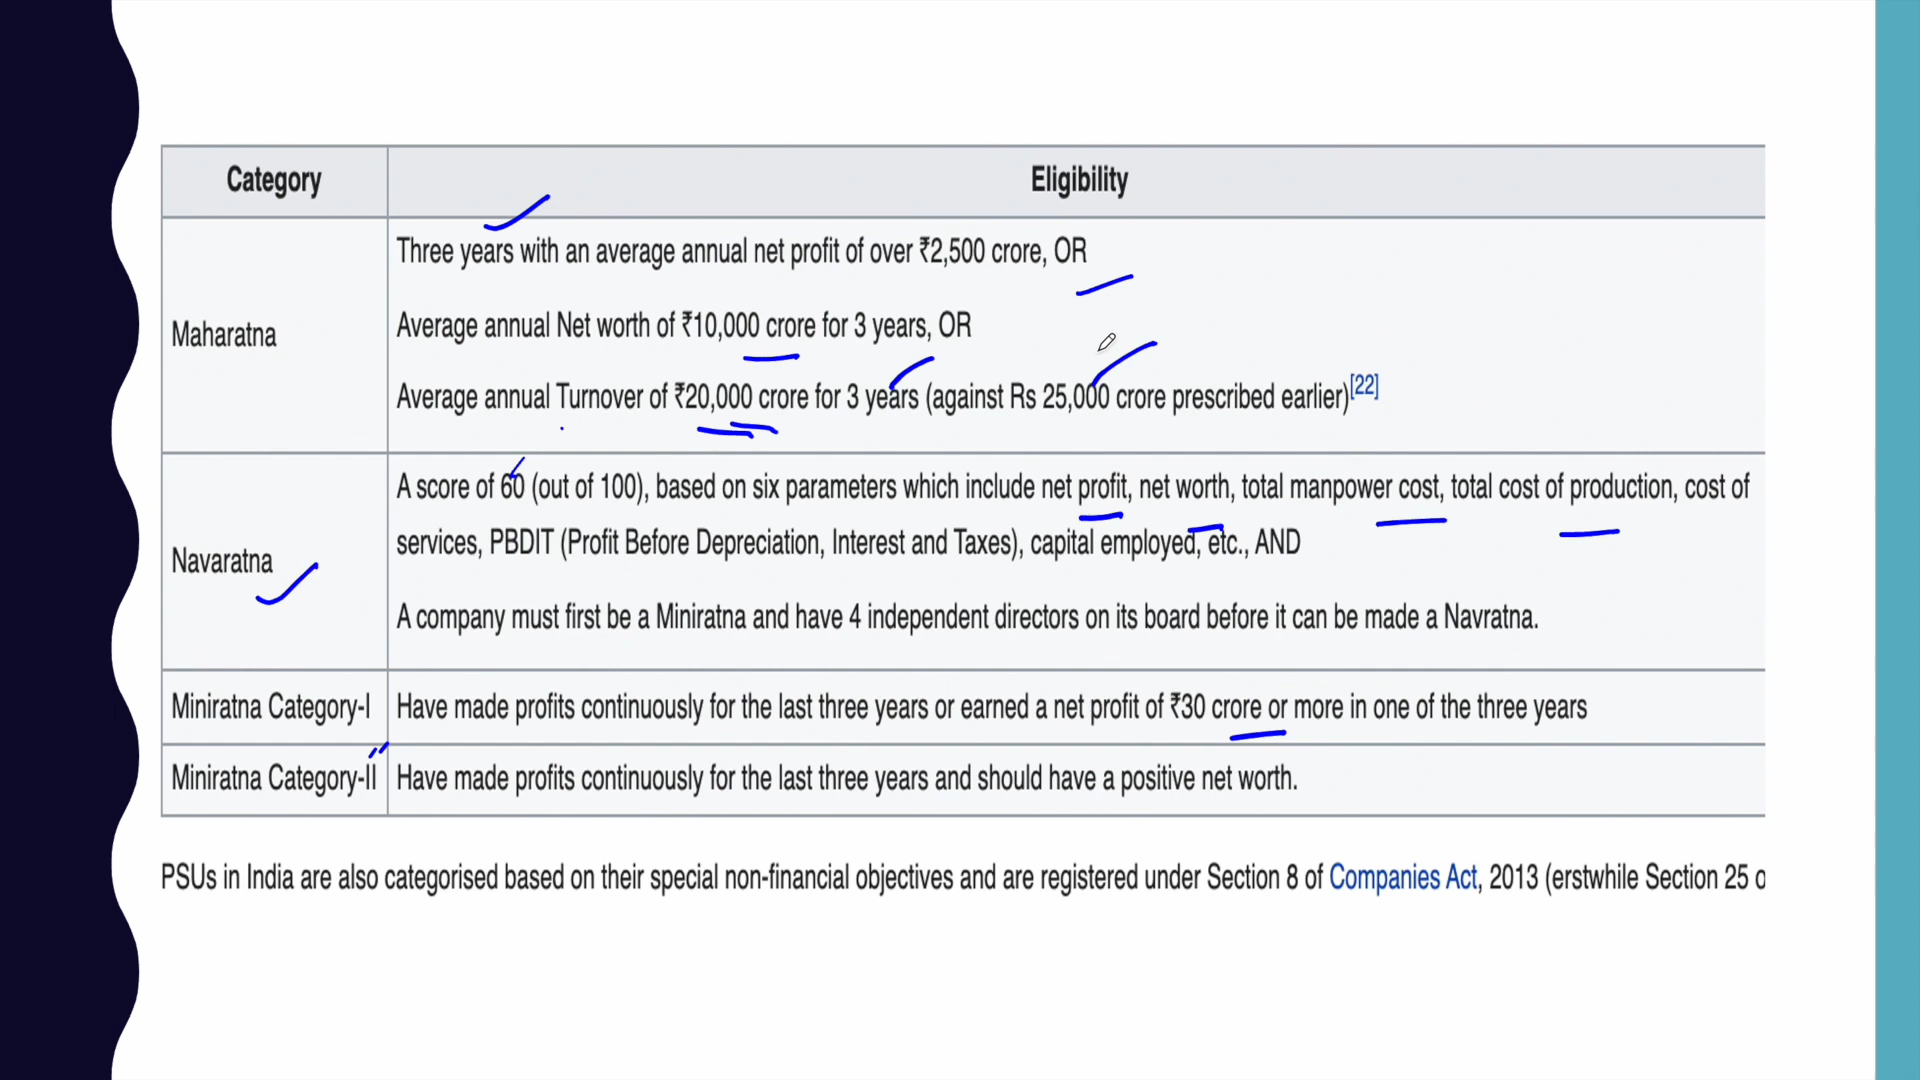 Category Eligibility
Three years with an average annual net profit of over ₹2,500 crore, OR
Maharatna Average annual Net worth of ₹10,000 crore for 3 years, OR
Average annual Turnover of ₹20,000 crore for 3 years (against Rs 25,000 crore prescribed earlier)[22]
A score of 60 (out of 100), based on six parameters which include net profit, net worth, total manpower cost, total cost of production, cost of
Navaratna services, PBDIT (Profit Before Depreciation, Interest and Taxes), capital employed, etc., AND
A company must first be a Miniratna and have 4 independent directors on its board before it can be made a Navratna.
Miniratna Category-I Have made profits continuously for the last three years or earned a net profit of ₹30 crore or more in one of the three years
Miniratna Category-II Have made profits continuously for the last three years and should have a positive net worth.
PSUs in India are also categorised based on their special non-financial objectives and are registered under Section 8 of Companies Act, 2013 (erstwhile Section 25 o